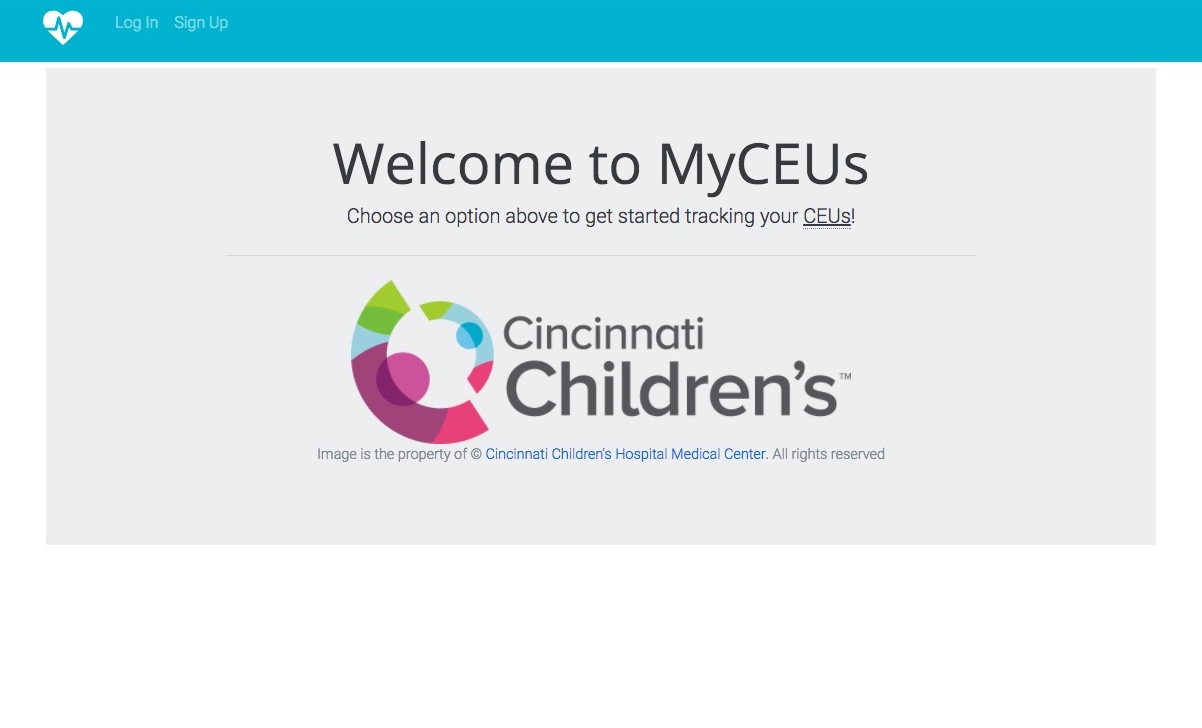 Log In Sign Up
Welcome to MyCEUs
Choose an option above to get started tracking your CEUs!
Cincinnati
Children's™
Image is the property of © Cincinnati Children's Hospital Medical Center. All rights reserved